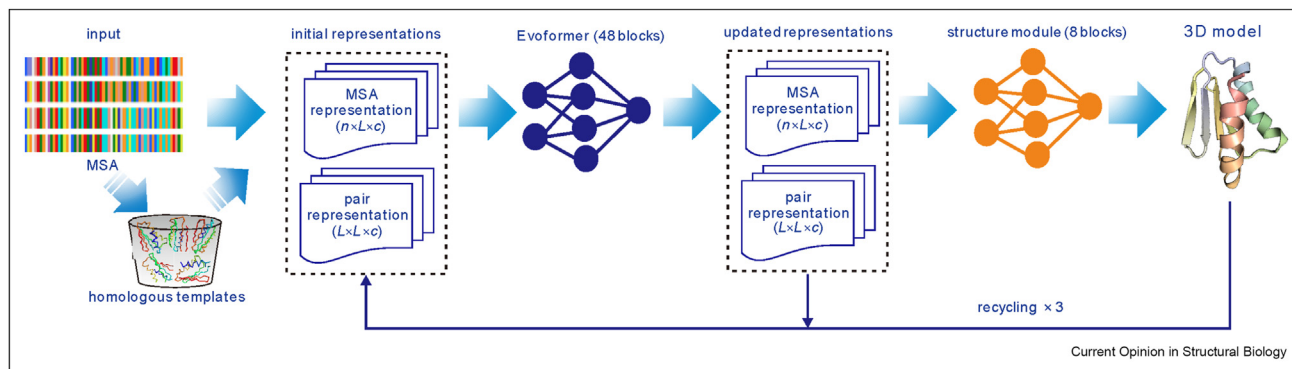 input
MSA
homologous templates
initial representations
MSA
representation
(n×L×c)
pair
representation
(L×L×c)
Evoformer (48 blocks)
updated representations
MSA
representation
(n×L×c)
pair
representation
(L×L×c)
structure module (8 blocks)
3D model
recycling × 3
Current Opinion in Structural Biology